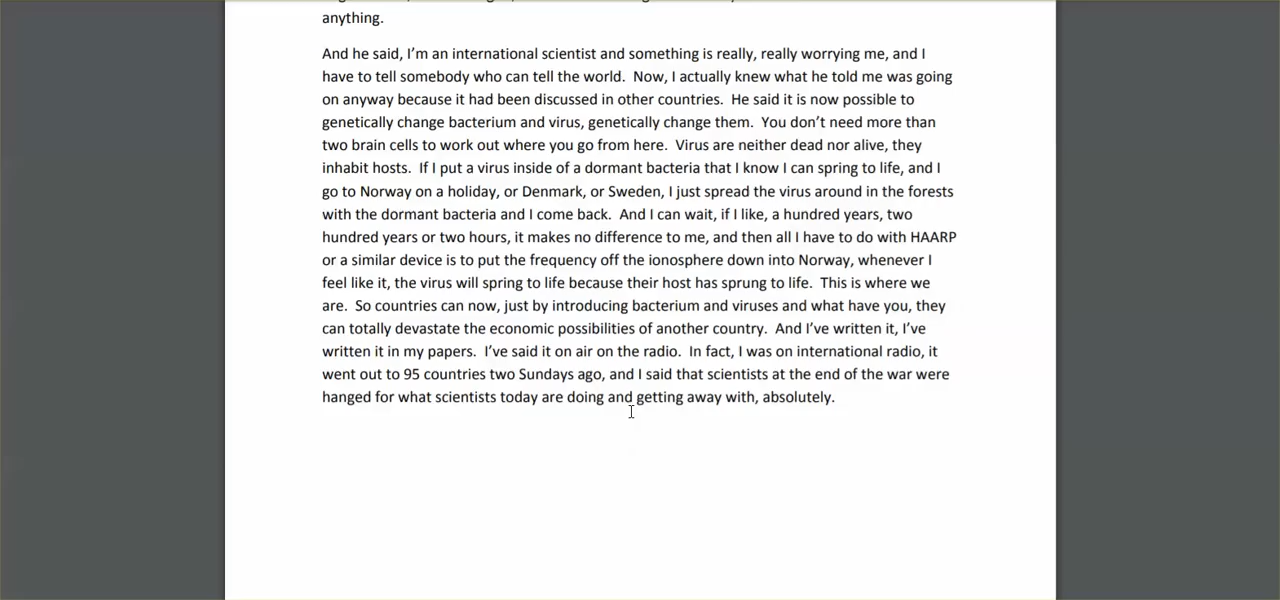 anything.
And he said, I’m an international scientist and something is really, really worrying me, and I
have to tell somebody who can tell the world.  Now, I actually knew what he told me was going
on anyway because it had been discussed in other countries.  He said it is now possible to
genetically change bacterium and virus, genetically change them.  You don’t need more than
two brain cells to work out where you go from here.  Virus are neither dead nor alive, they
inhabit hosts.  If I put a virus inside of a dormant bacteria that I know I can spring to life, and I
go to Norway on a holiday, or Denmark, or Sweden, I just spread the virus around in the forests
with the dormant bacteria and I come back.  And I can wait, if I like, a hundred years, two
hundred years or two hours, it makes no difference to me, and then all I have to do with HAARP
or a similar device is to put the frequency off the ionosphere down into Norway, whenever I
feel like it, the virus will spring to life because their host has sprung to life.  This is where we
are.  So countries can now, just by introducing bacterium and viruses and what have you, they
can totally devastate the economic possibilities of another country.  And I’ve written it, I’ve
written it in my papers.  I’ve said it on air on the radio.  In fact, I was on international radio, it
went out to 95 countries two Sundays ago, and I said that scientists at the end of the war were
hanged for what scientists today are doing and getting away with, absolutely.